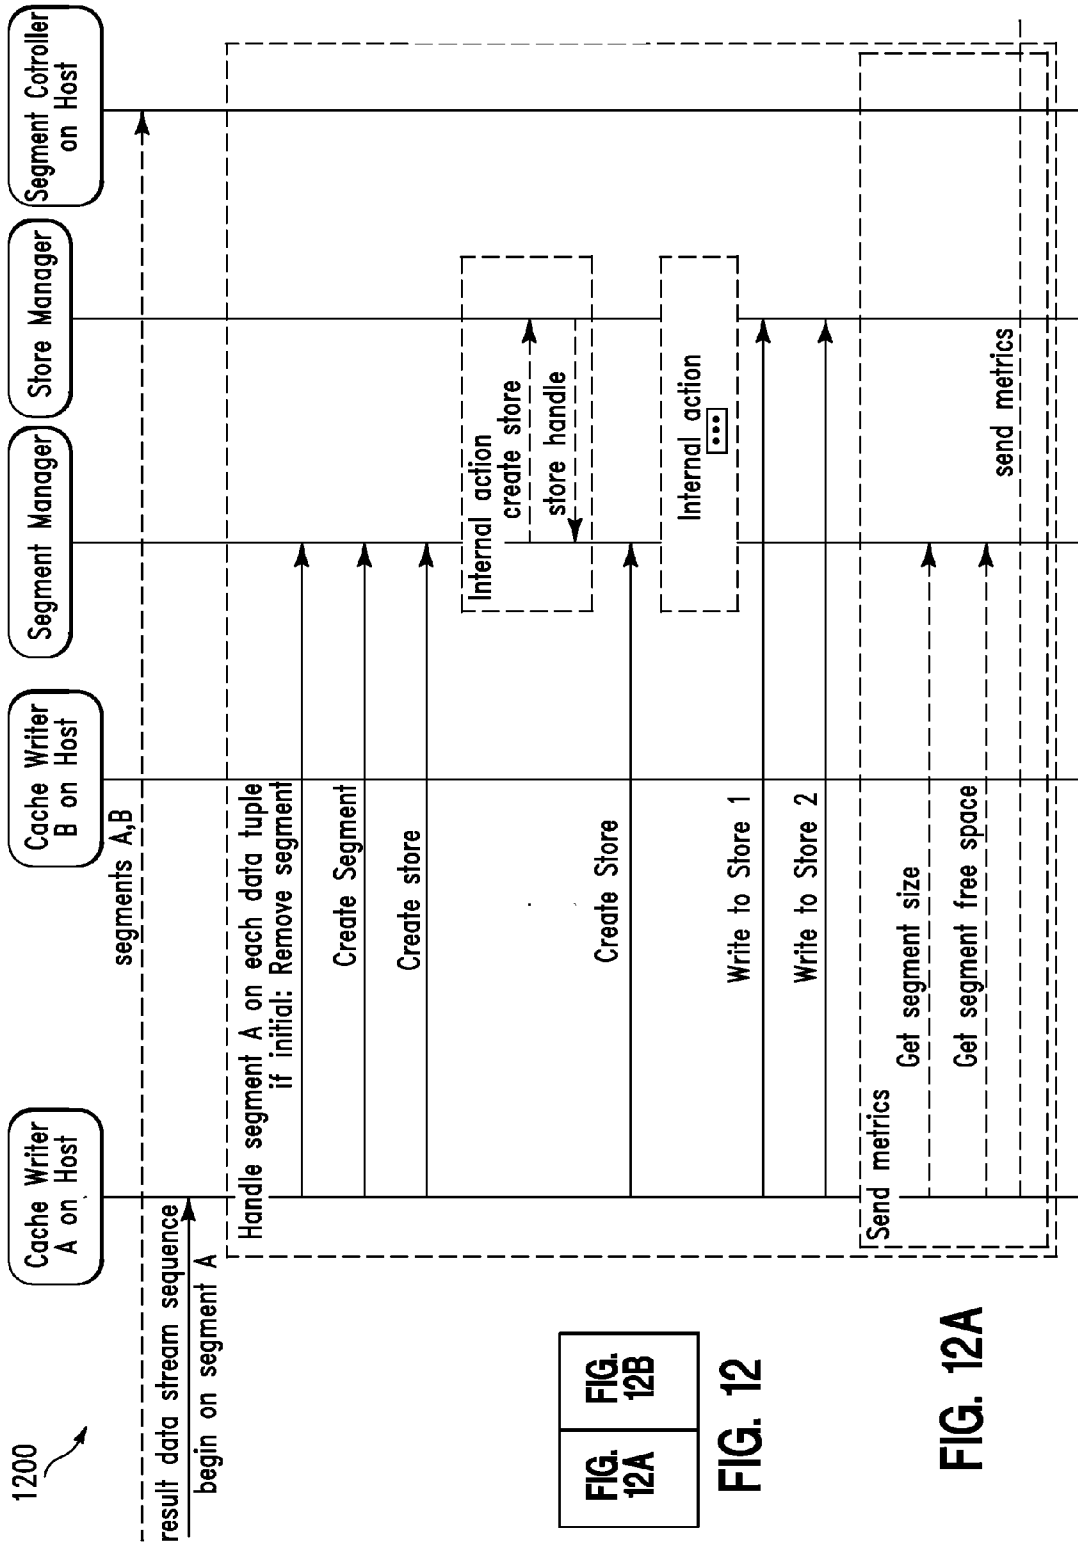 1200
Cache Writer
A on Host
Cache Writer
B on Host
Segment Manager
Store Manager
Segment Cotroller
on Host
segments A,B
result data stream sequence
begin on segment A
Handle segment A on each data tuple
if initial: Remove segment
Create Segment
Create store
Internal action
create store
store handle
Create Store
Internal action
...
Write to Store 1
Write to Store 2
Send metrics
Get segment size
Get segment free space
send metrics
FIG.
12A
FIG.
12B
FIG. 12
FIG. 12A